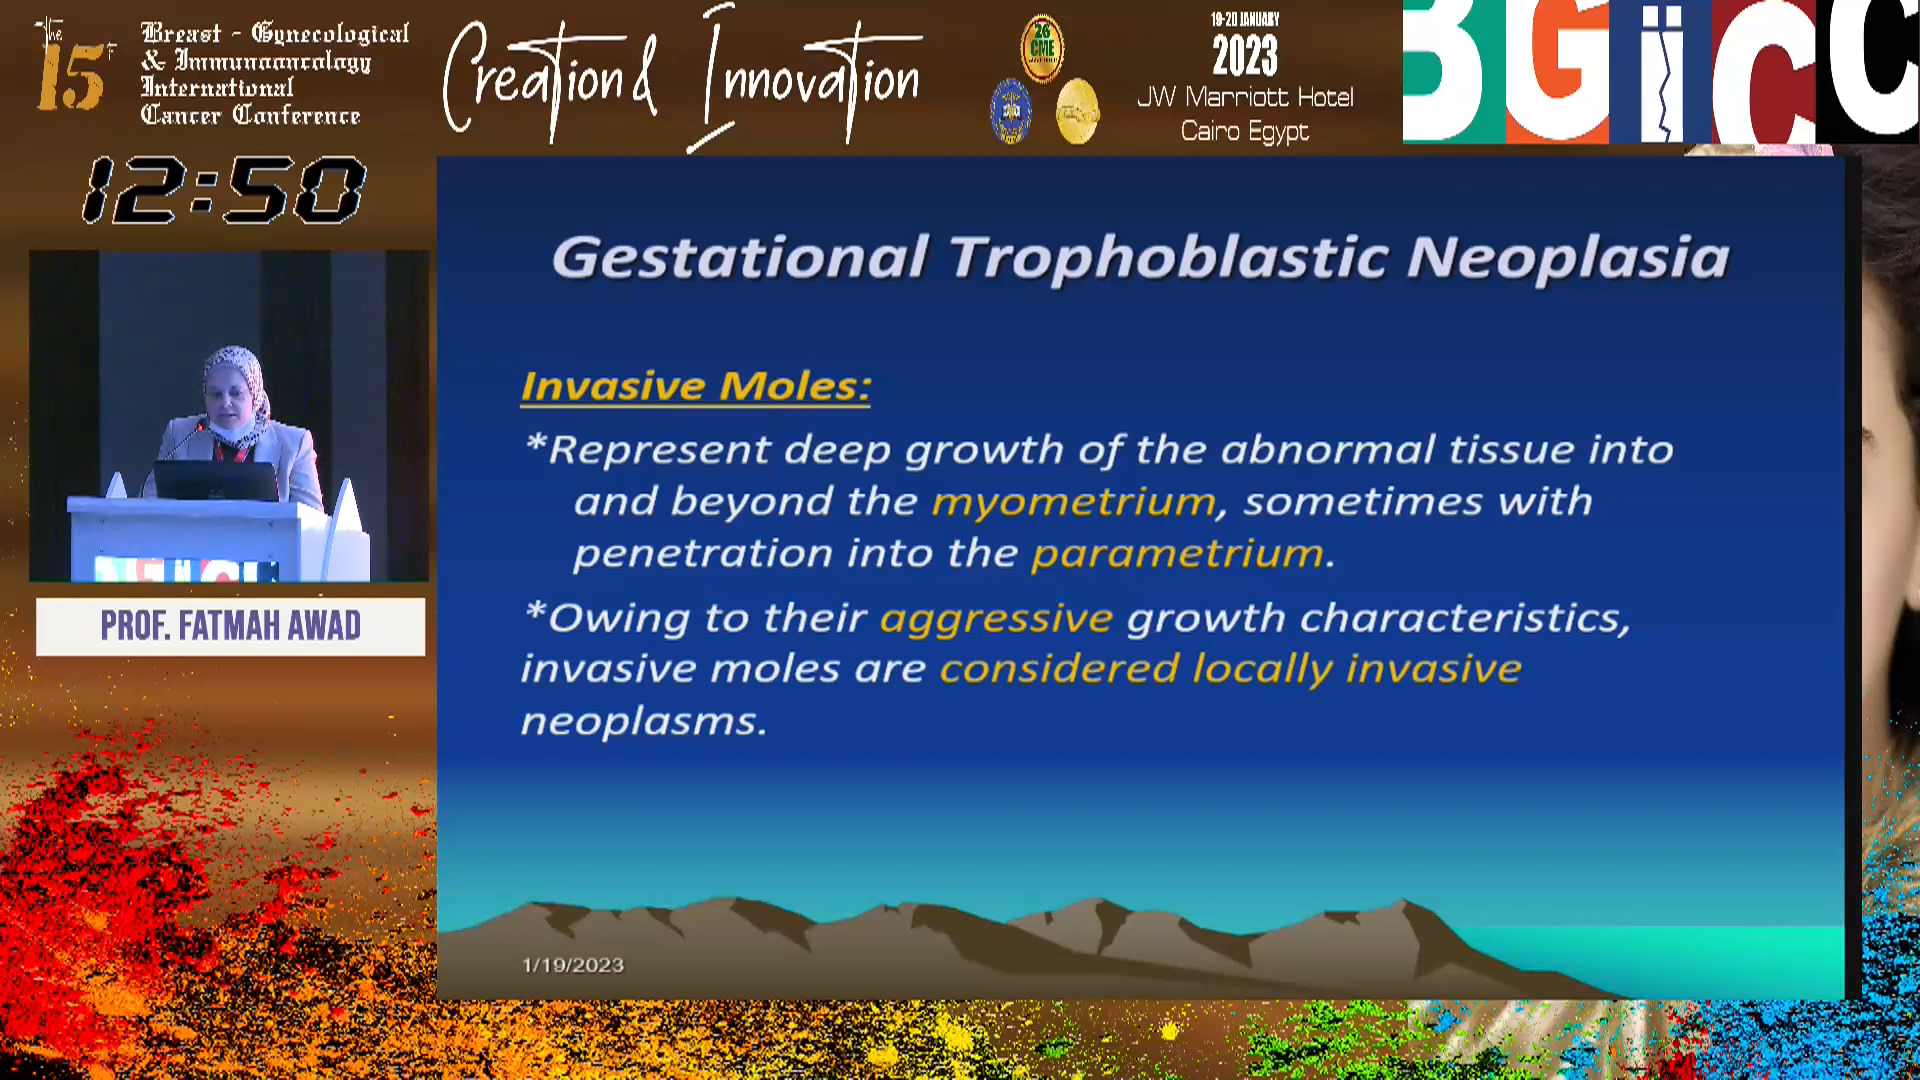 The
15th
Breast - Gynecological
& Immunooncology
International
Cancer Conference
Creation & Innovation
26
CME
19-20 JANUARY
2023
JW Marriott Hotel
Cairo Egypt
BGiCC
12:50
Gestational Trophoblastic Neoplasia
Invasive Moles:
*Represent deep growth of the abnormal tissue into
and beyond the myometrium, sometimes with
penetration into the parametrium.
*Owing to their aggressive growth characteristics,
invasive moles are considered locally invasive
neoplasms.
1/19/2023
PROF. FATMAH AWAD